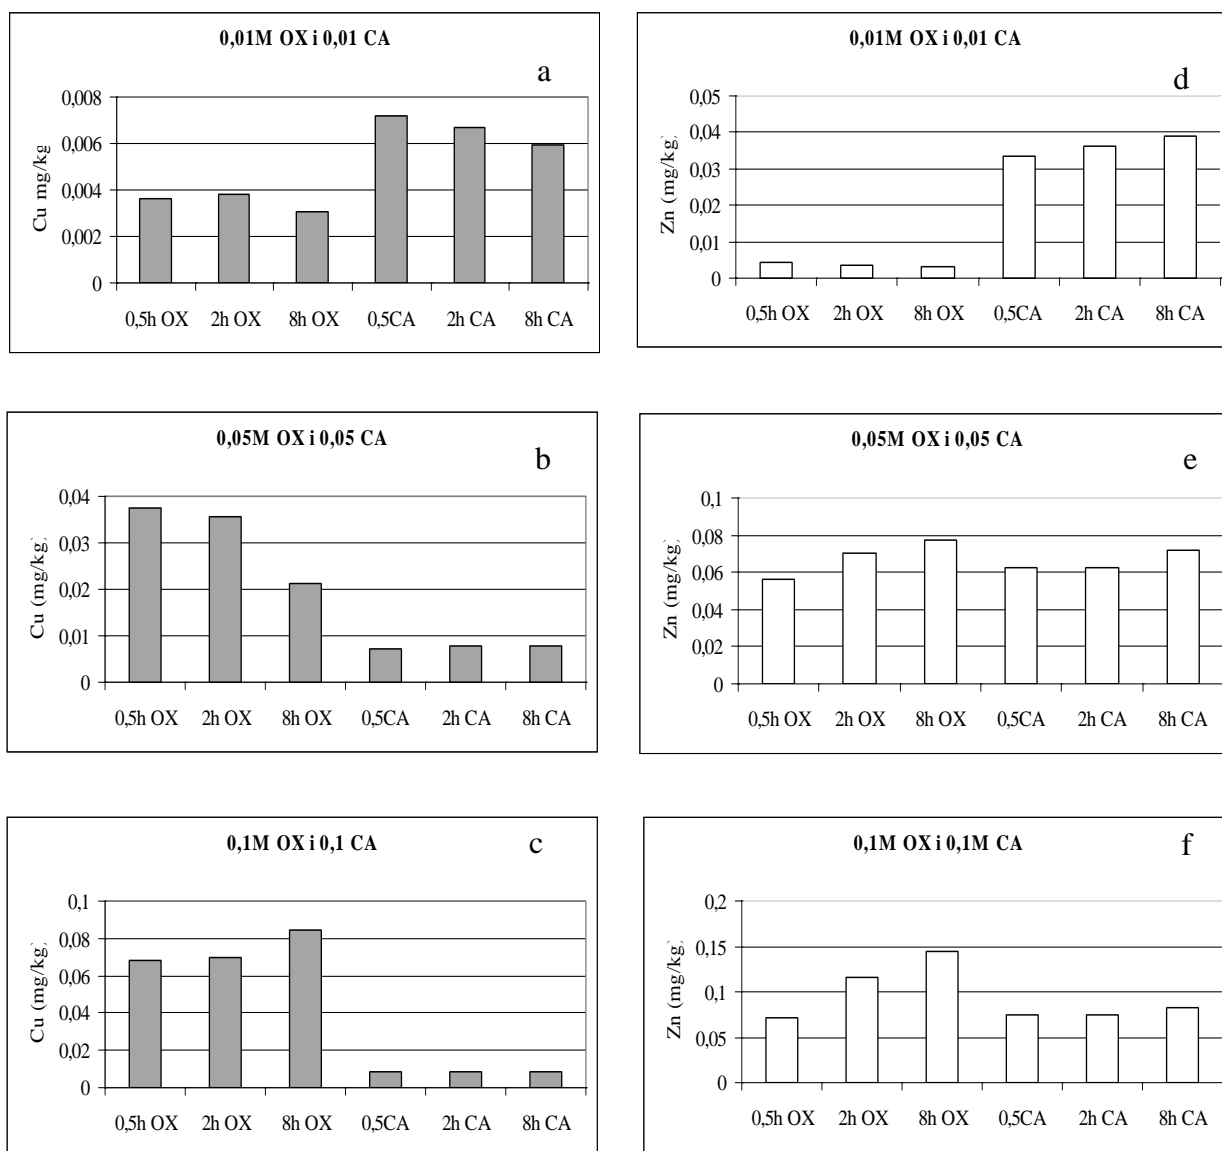 0,01M OX i 0,01 CA
a
Cu mg/kg
0,008
0,006
0,004
0,002
0
0,5h OX 2h OX 8h OX 0,5CA 2h CA 8h CA
0,01M OX i 0,01 CA
d
Zn (mg/kg)
0,05
0,04
0,03
0,02
0,01
0
0,5h OX 2h OX 8h OX 0,5CA 2h CA 8h CA
0,05M OX i 0,05 CA
b
Cu (mg/kg)
0,04
0,03
0,02
0,01
0
0,5h OX 2h OX 8h OX 0,5CA 2h CA 8h CA
0,05M OX i 0,05 CA
e
Zn (mg/kg)
0,1
0,08
0,06
0,04
0,02
0
0,5h OX 2h OX 8h OX 0,5CA 2h CA 8h CA
0,1M OX i 0,1 CA
c
Cu (mg/kg)
0,1
0,08
0,06
0,04
0,02
0
0,5h OX 2h OX 8h OX 0,5CA 2h CA 8h CA
0,1M OX i 0,1M CA
f
Zn (mg/kg)
0,2
0,15
0,1
0,05
0
0,5h OX 2h OX 8h OX 0,5CA 2h CA 8h CA